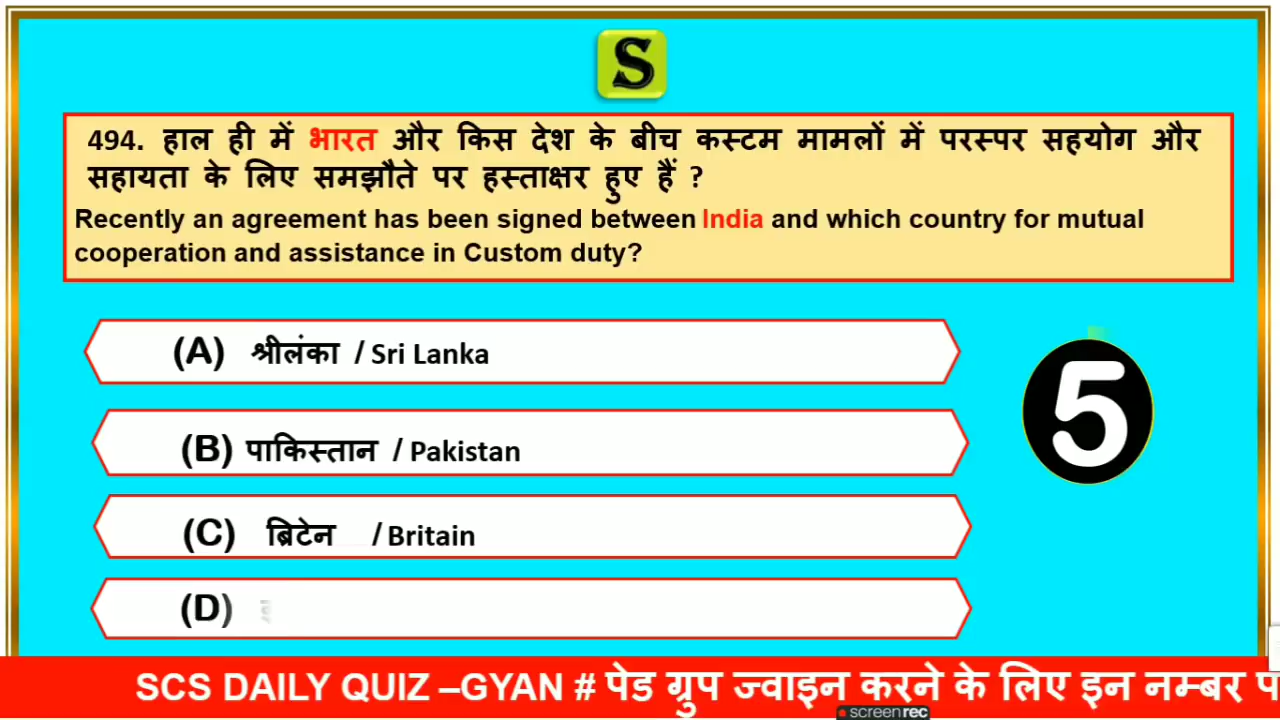 S
494. हाल ही में भारत और किस देश के बीच कस्टम मामलों में परस्पर सहयोग और
सहायता के लिए समझौते पर हस्ताक्षर हुए हैं ?
Recently an agreement has been signed between India and which country for mutual
cooperation and assistance in Custom duty?
(A) श्रीलंका / Sri Lanka
5
(B) पाकिस्तान / Pakistan
(C) ब्रिटेन / Britain
(D)
SCS DAILY QUIZ –GYAN # पेड ग्रुप ज्वाइन करने के लिए इन नम्बर
screenrec